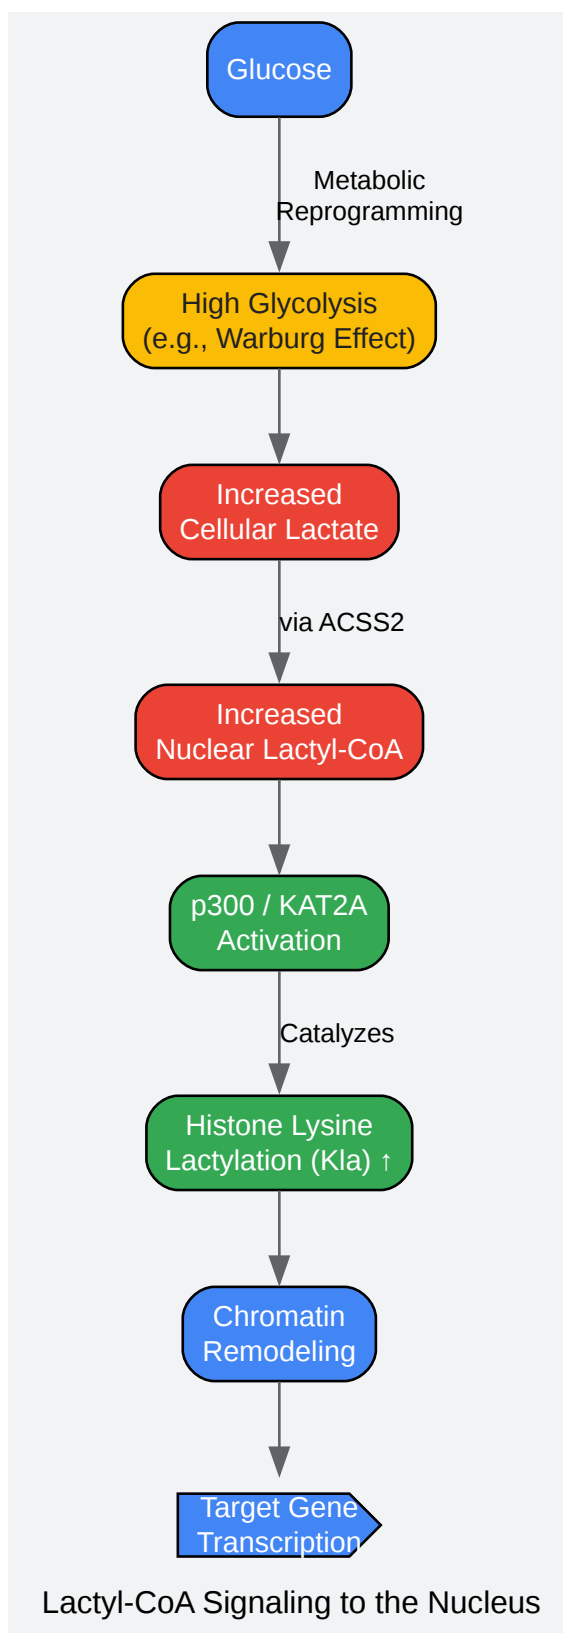 Glucose
Metabolic
Reprogramming
High Glycolysis
(e.g., Warburg Effect)
Increased
Cellular Lactate
via ACSS2
Increased
Nuclear Lactyl-CoA
p300 / KAT2A
Activation
Catalyzes
Histone Lysine
Lactylation (Kla) ↑
Chromatin
Remodeling
Target Gene
Transcription
Lactyl-CoA Signaling to the Nucleus